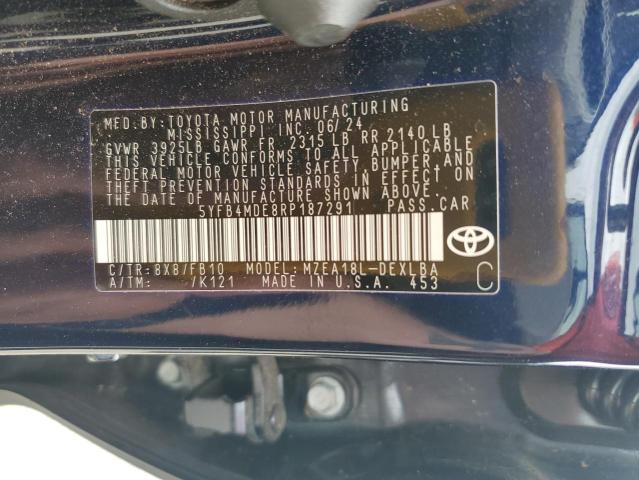 MFD. BY: TOYOTA MOTOR MANUFACTURING
MISSISSIPPI INC. 06/24
GVWR 3925LB GAWR FR 2315 LB RR 2140 LB
THIS VEHICLE CONFORMS TO ALL APPLICABLE
FEDERAL MOTOR VEHICLE SAFETY, BUMPER, AND
THEFT PREVENTION STANDARDS IN EFFECT ON
THE DATE OF MANUFACTURE SHOWN ABOVE.
5YFB4MDE8RP187291 PASS.CAR
C/TR: 8X8/FB10 MODEL: MZEA18L-DEXLBA
A/TM: /K121 MADE IN U.S.A. 453
C